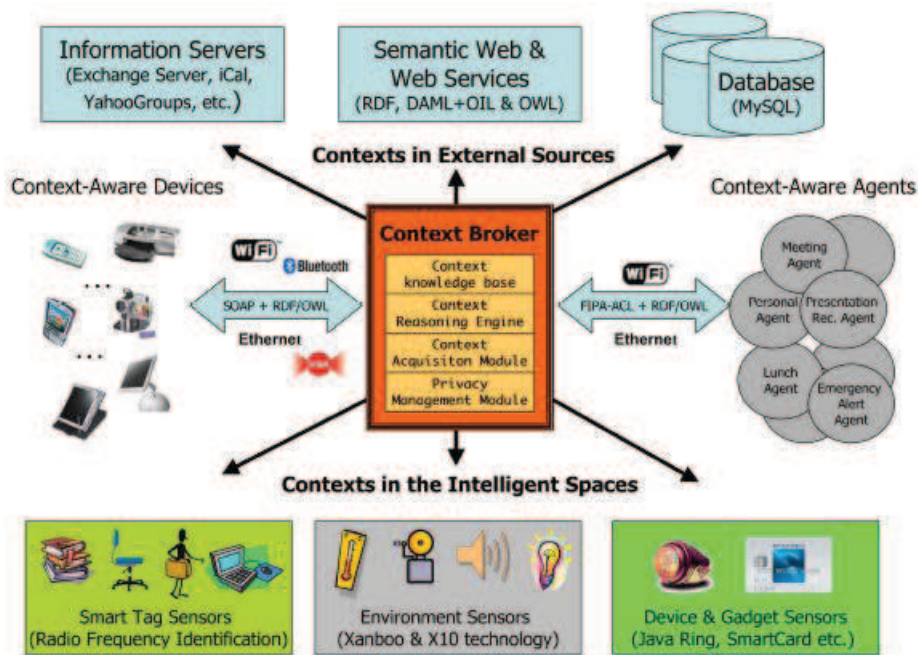 Information Servers
(Exchange Server, iCal,
YahooGroups, etc.)
Semantic Web &
Web Services
(RDF, DAML+OIL & OWL)
Database
(MySQL)
Contexts in External Sources
Context-Aware Devices
Context-Aware Agents
Context Broker
Context
knowledge base
Context
Reasoning Engine
Context
Acquisiton Module
Privacy
Management Module
WiFi
Bluetooth
SOAP + RDF/OWL
Ethernet
WiFi
FIPA-ACL + RDF/OWL
Ethernet
Meeting
Agent
Personal
Agent
Presentation
Rec. Agent
Lunch
Agent
Emergency
Alert
Agent
Contexts in the Intelligent Spaces
Smart Tag Sensors
(Radio Frequency Identification)
Environment Sensors
(Xanboo & X10 technology)
Device & Gadget Sensors
(Java Ring, SmartCard etc.)